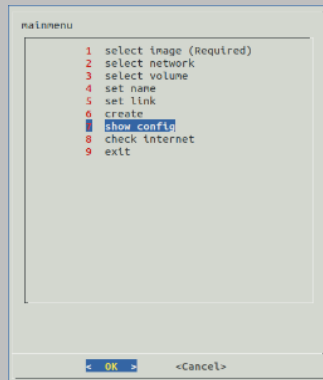 mainmenu
1 select image (Required)
2 select network
3 select volume
4 set name
5 set link
6 create
7 show config
8 check internet
9 exit
< OK > <Cancel>